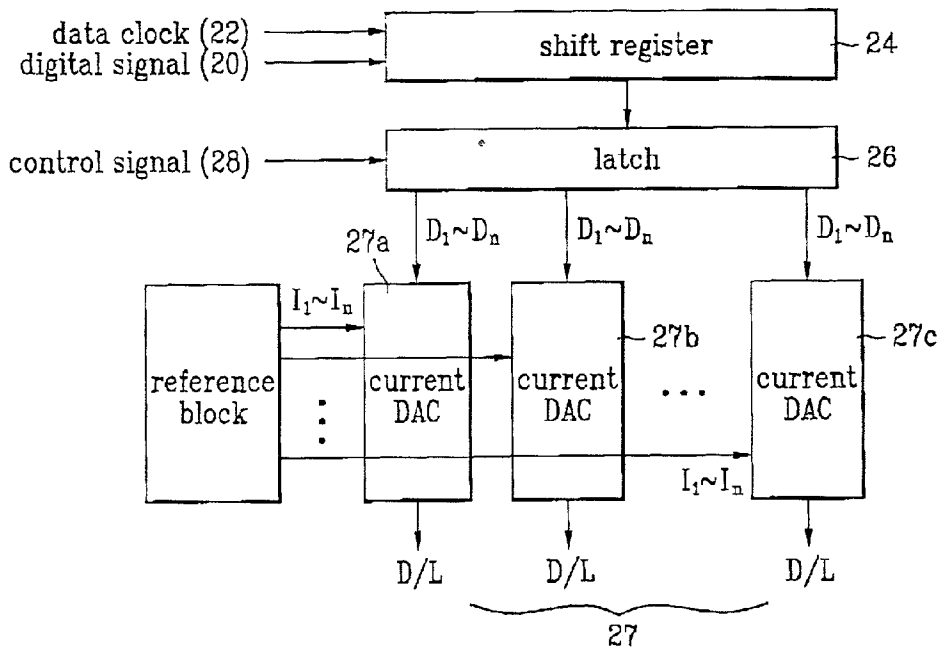 data clock (22)
digital signal (20)
shift register
24
control signal (28)
latch
26
D₁~Dₙ
D₁~Dₙ
D₁~Dₙ
27a
I₁~Iₙ
27b
27c
reference
block
current
DAC
current
DAC
current
DAC
I₁~Iₙ
D/L
D/L
D/L
27